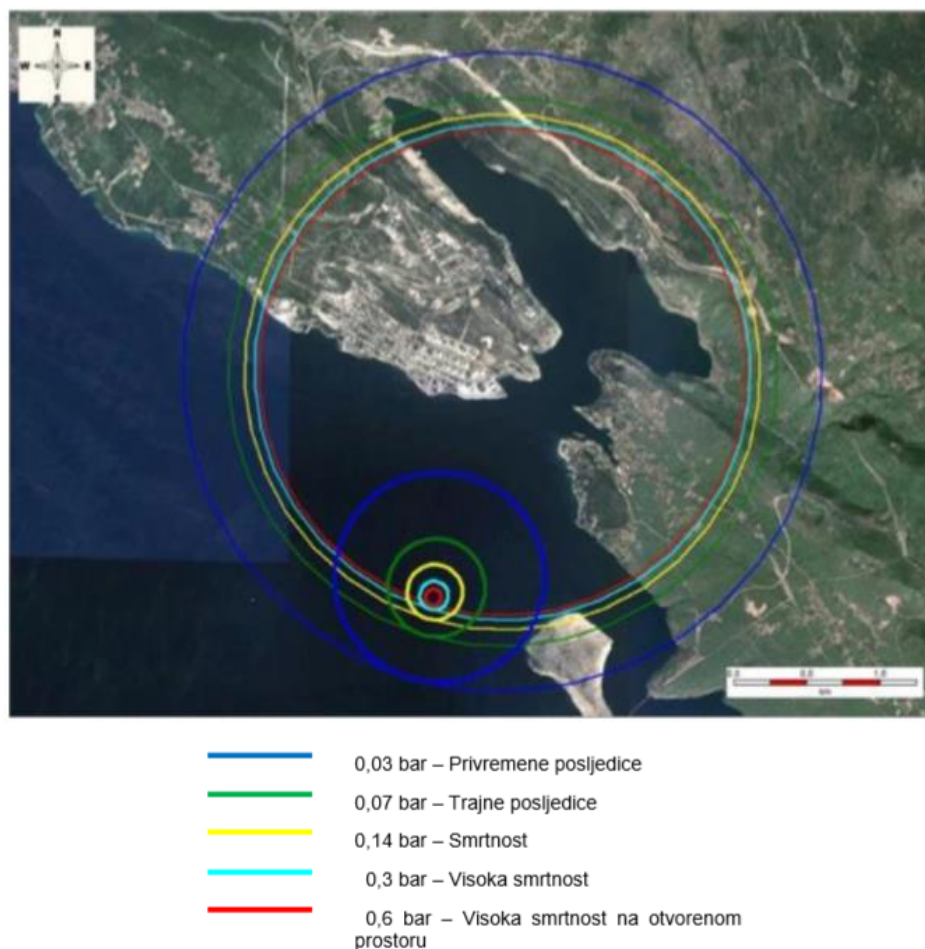 N
W E
km
0,03 bar – Privremene posljedice
0,07 bar – Trajne posljedice
0,14 bar – Smrtnost
0,3 bar – Visoka smrtnost
0,6 bar – Visoka smrtnost na otvorenom
prostoru